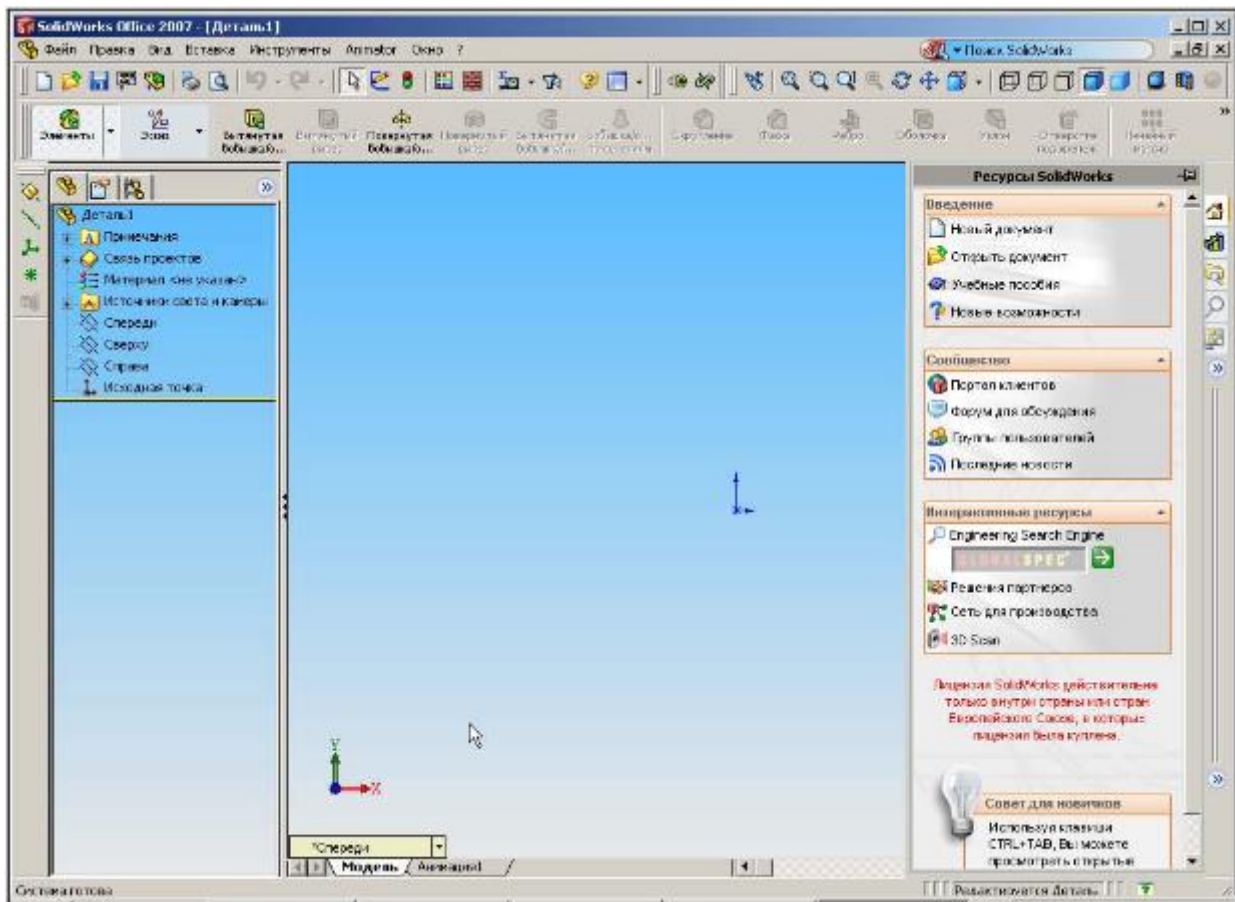 SolidWorks Office 2007 - [Деталь1]
Файл Правка Вид Вставка Инструменты Animator Окно ?
Поиск SolidWorks
Элементы
Эскиз
Вытянутая бобышка/о...
Повернутая бобышка/о...
Скругление
Фаска
Ребро
Оболочка
Уклон
Деталь1
Примечания
Связь проектов
Материал <не указан>
Источники света и камеры
Спереди
Сверху
Справа
Исходная точка
Y
X
*Спереди
Модель
Анимация1
Ресурсы SolidWorks
Введение
Новый документ
Открыть документ
Учебные пособия
Новые возможности
Сообщество
Портал клиентов
Форум для обсуждения
Группы пользователей
Последние новости
Интерактивные ресурсы
Engineering Search Engine
GLOBALSPEC
Решения партнеров
Сеть для производства
3D Scan
Лицензия SolidWorks действительна
только внутри страны или стран
Европейского Союза, в которых
лицензия была куплена.
Совет для новичков
Используя клавиши
CTRL+TAB, Вы можете
просмотреть открытые
Система готова
Редактируется Деталь